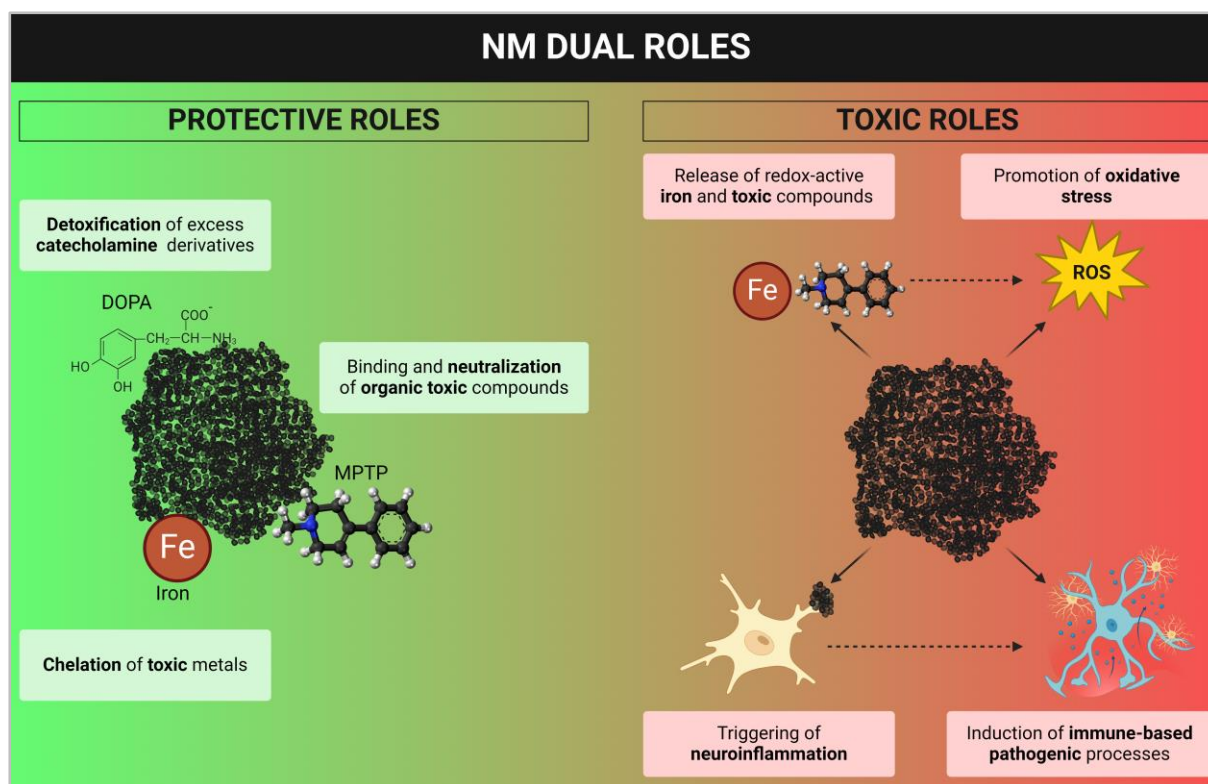 NM DUAL ROLES
PROTECTIVE ROLES
Detoxification of excess
catecholamine derivatives
DOPA
COO-
CH₂-CH-NH₃
HO
OH
Binding and neutralization
of organic toxic compounds
MPTP
Fe
Iron
Chelation of toxic metals
TOXIC ROLES
Release of redox-active
iron and toxic compounds
Promotion of oxidative
stress
Fe
ROS
Triggering of
neuroinflammation
Induction of immune-based
pathogenic processes